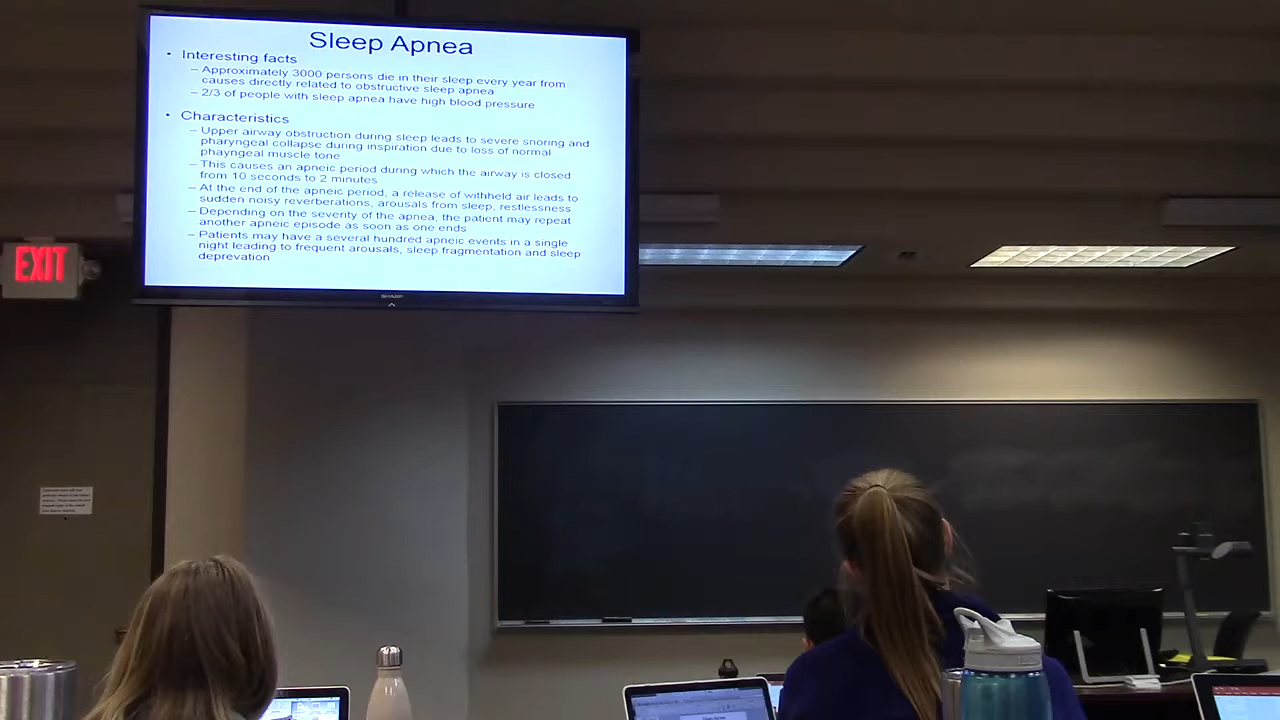 Sleep Apnea
• Interesting facts
– Approximately 3000 persons die in their sleep every year from
causes directly related to obstructive sleep apnea
– 2/3 of people with sleep apnea have high blood pressure
• Characteristics
– Upper airway obstruction during sleep leads to severe snoring and
pharyngeal collapse during inspiration due to loss of normal
phayngeal muscle tone
– This causes an apneic period during which the airway is closed
from 10 seconds to 2 minutes
– At the end of the apneic period, a release of withheld air leads to
sudden noisy reverberations, arousals from sleep, restlessness
– Depending on the severity of the apnea, the patient may repeat
another apneic episode as soon as one ends
– Patients may have a several hundred apneic events in a single
night leading to frequent arousals, sleep fragmentation and sleep
deprevation
SHARP
EXIT